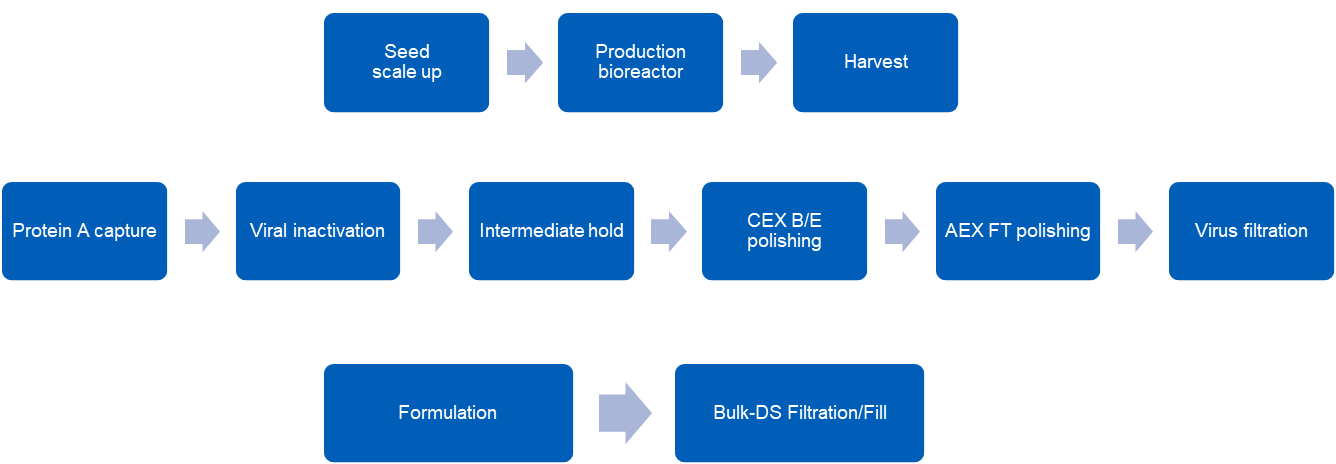 Seed
scale up
Production
bioreactor
Harvest
Protein A capture
Viral inactivation
Intermediate hold
CEX B/E
polishing
AEX FT polishing
Virus filtration
Formulation
Bulk-DS Filtration/Fill